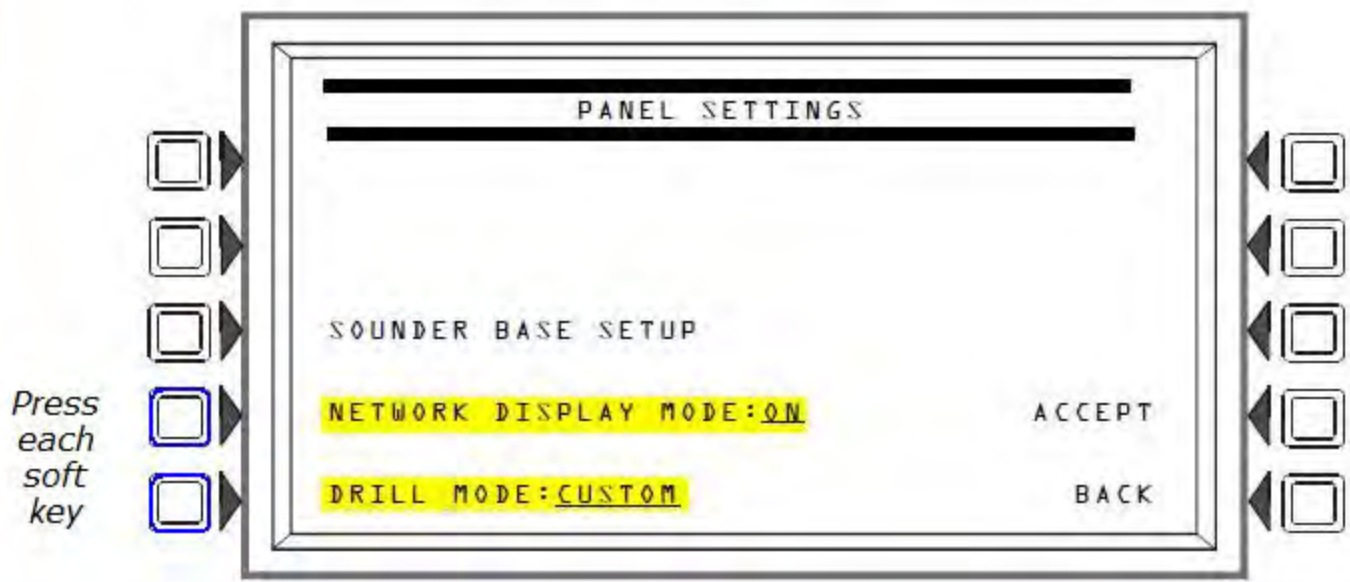 PANEL SETTINGS
SOUNDER BASE SETUP
NETWORK DISPLAY MODE:ON ACCEPT
DRILL MODE:CUSTOM BACK
Press
each
soft
key